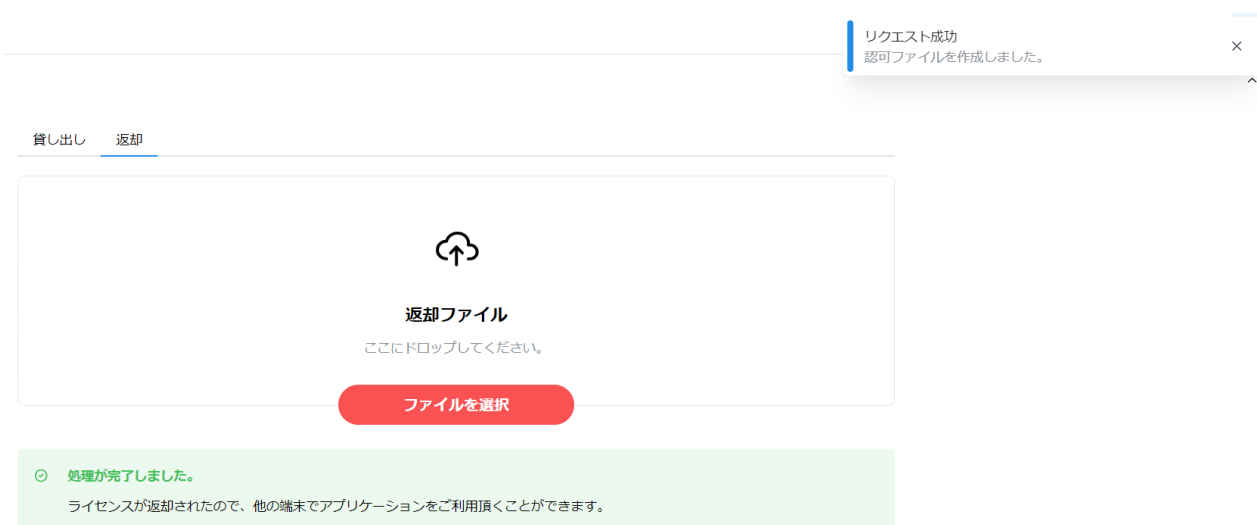 リクエスト成功
認可ファイルを作成しました。
貸し出し 返却
返却ファイル
ここにドロップしてください。
ファイルを選択
処理が完了しました。
ライセンスが返却されたので、他の端末でアプリケーションをご利用頂くことができます。